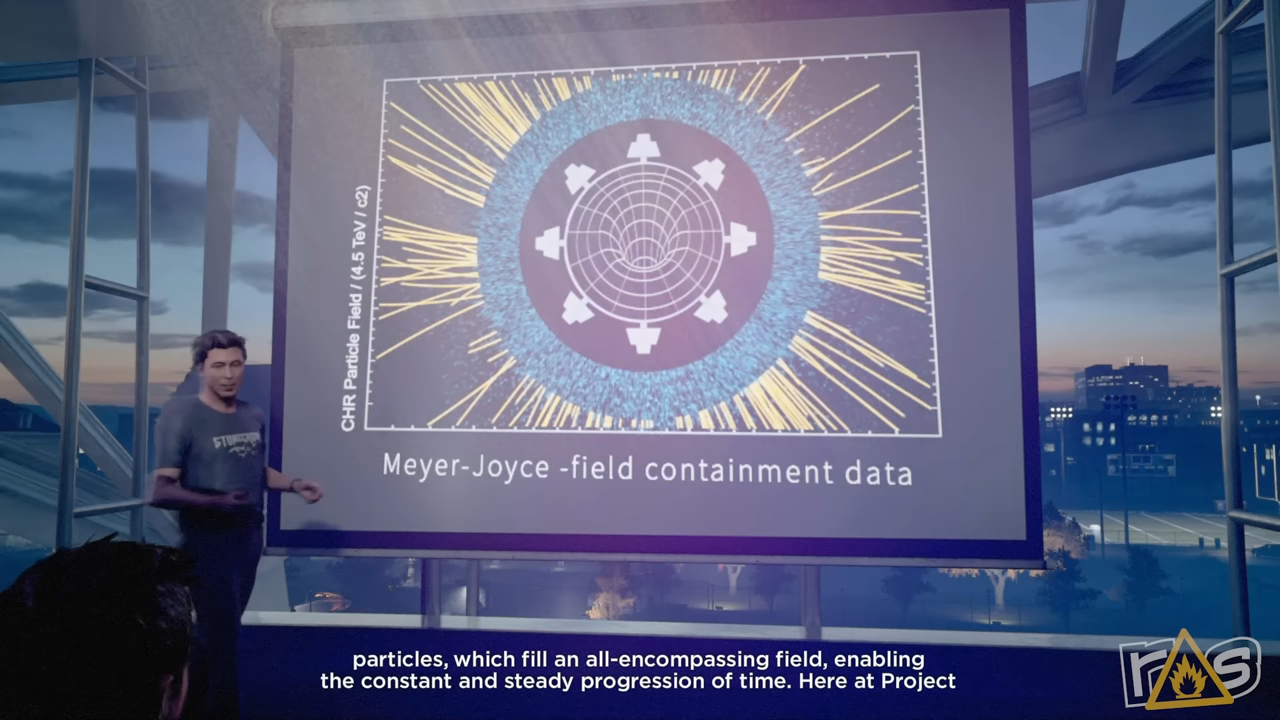 CHR Particle Field / (4.5 TeV / c2)
Meyer-Joyce -field containment data
particles, which fill an all-encompassing field, enabling
the constant and steady progression of time. Here at Project
ras